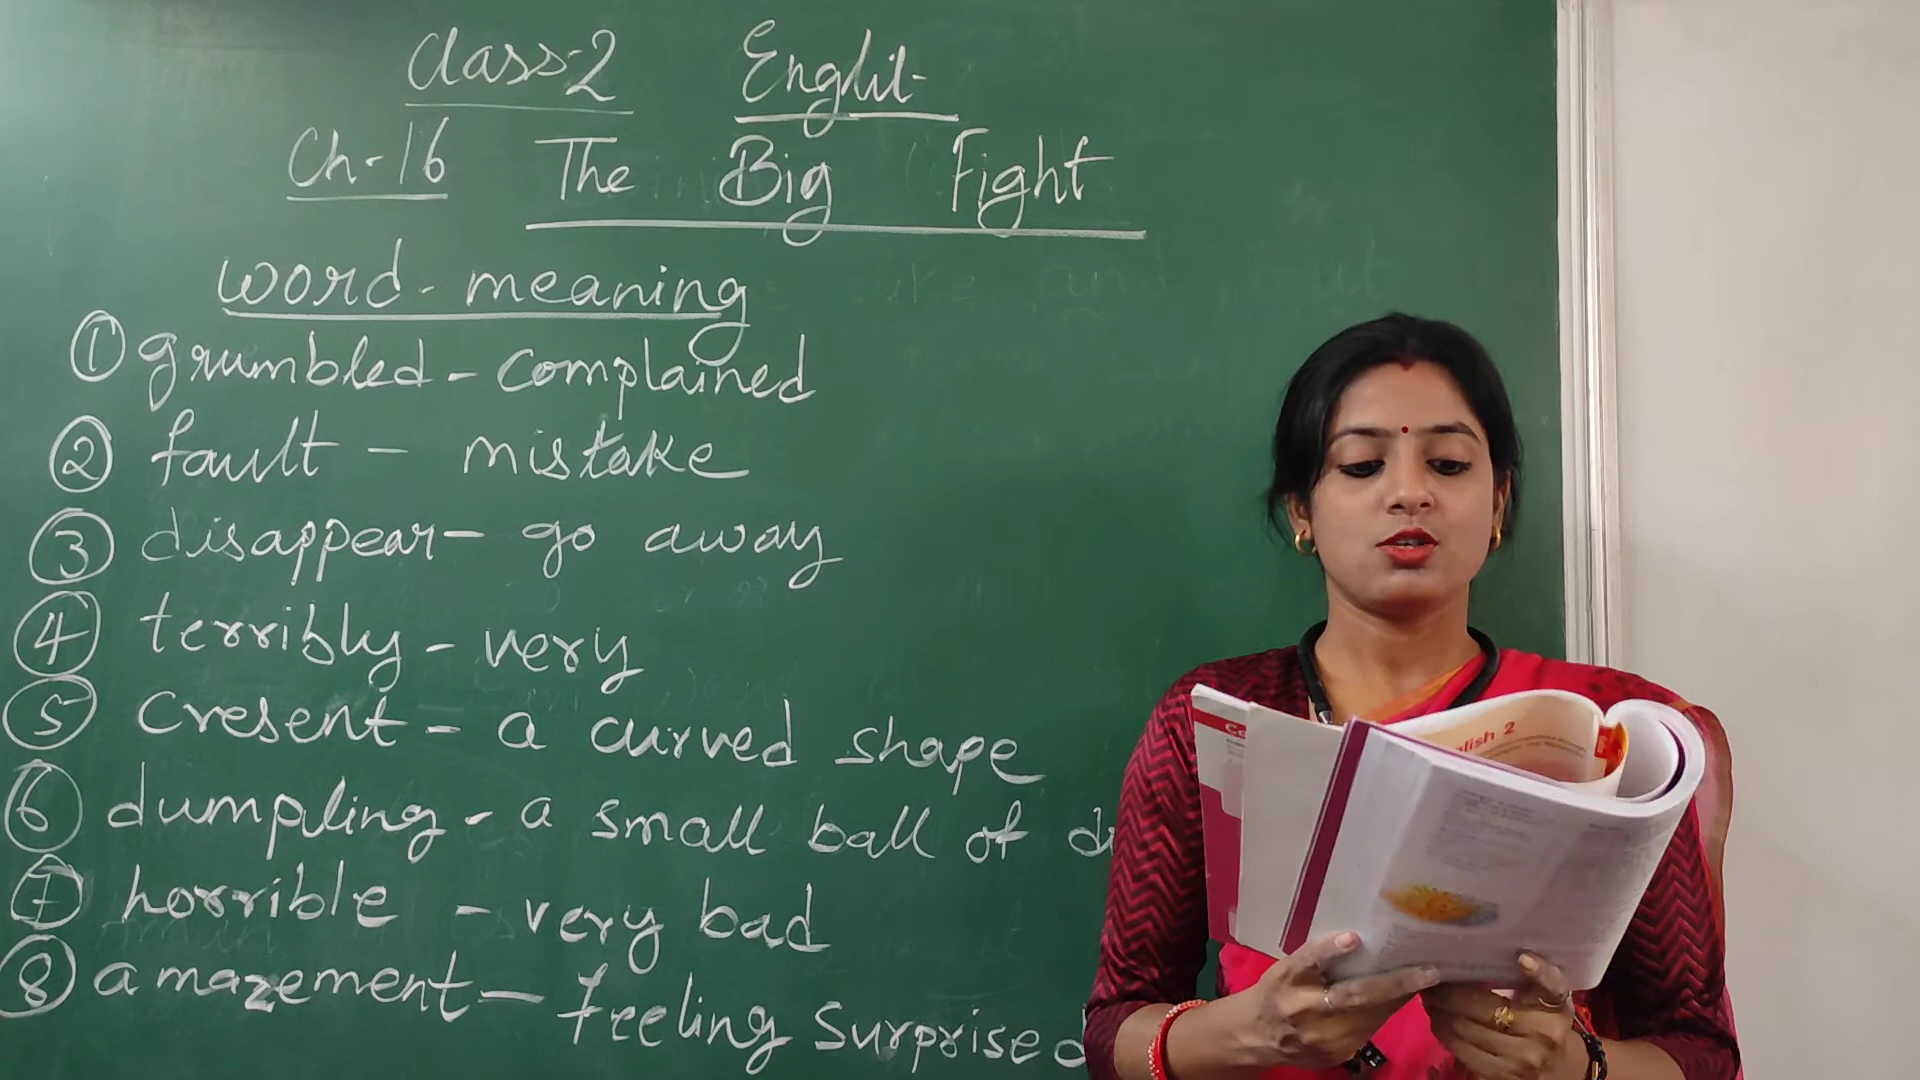 Class-2 Englit-
Ch-16 The Big Fight
word-meaning
① grumbled - complained
② fault - mistake
③ disappear - go away
④ terribly - very
⑤ cresent - a curved shape
⑥ dumpling - a small ball of
⑦ horrible - very bad
⑧ amazement - feeling surprised
lish 2